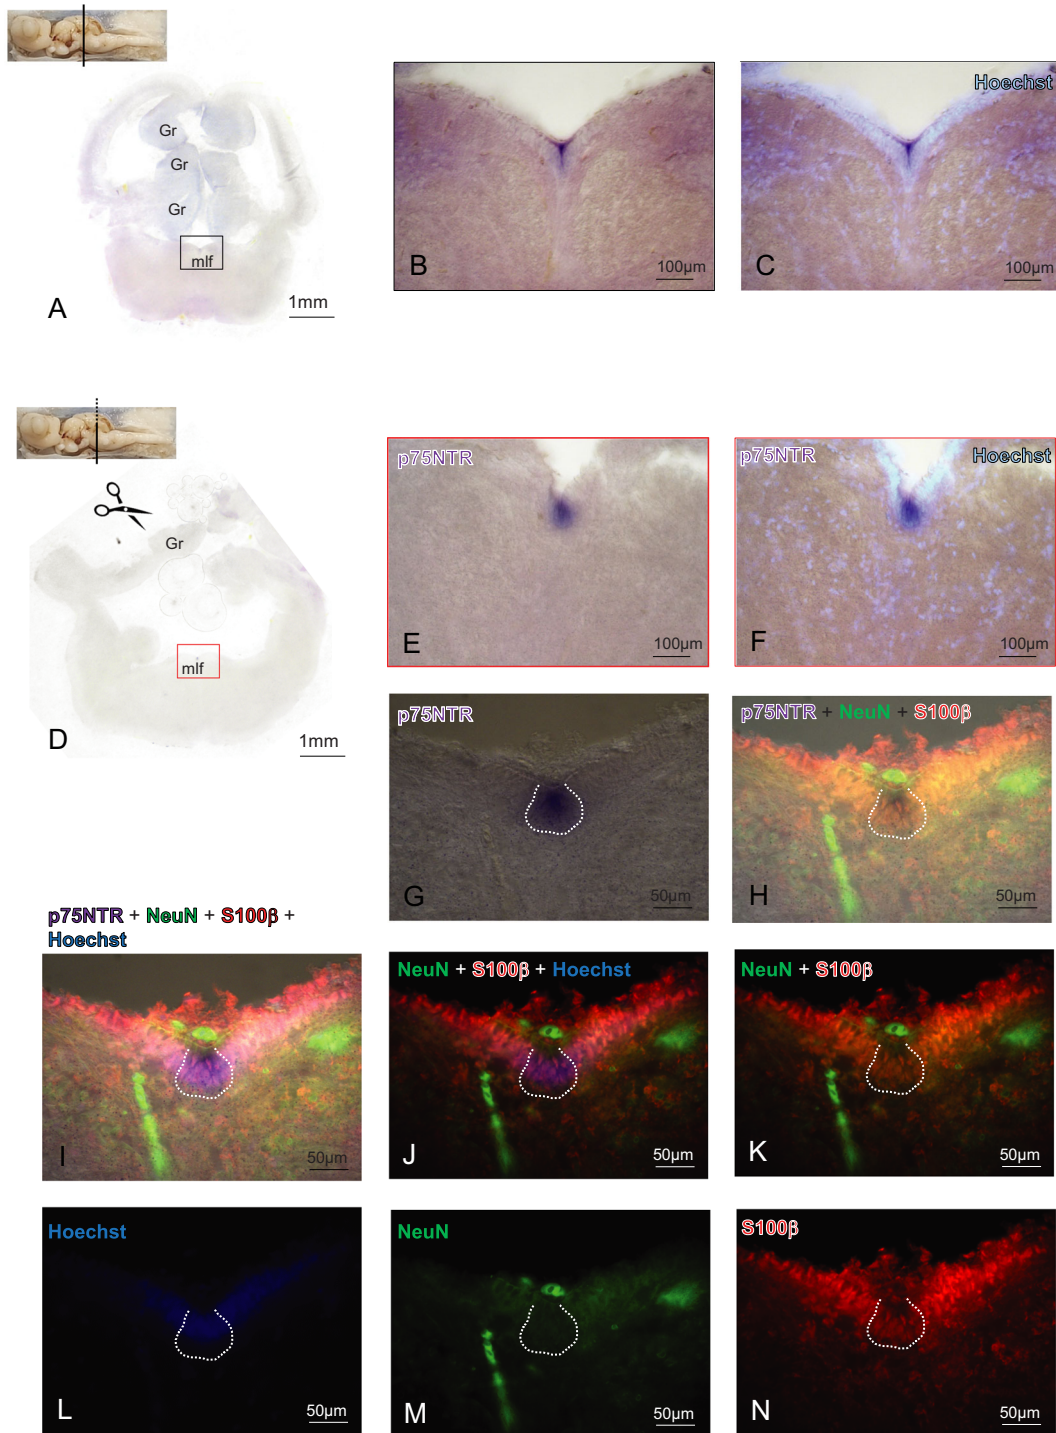 Gr
Gr
Gr
mlf
A
1mm
B
100µm
Hoechst
C
100µm
Gr
mlf
D
1mm
p75NTR
E
100µm
p75NTR
Hoechst
F
100µm
p75NTR
G
50µm
p75NTR + NeuN + S100β
H
50µm
p75NTR + NeuN + S100β +
Hoechst
I
50µm
NeuN + S100β + Hoechst
J
50µm
NeuN + S100β
K
50µm
Hoechst
L
50µm
NeuN
M
50µm
S100β
N
50µm